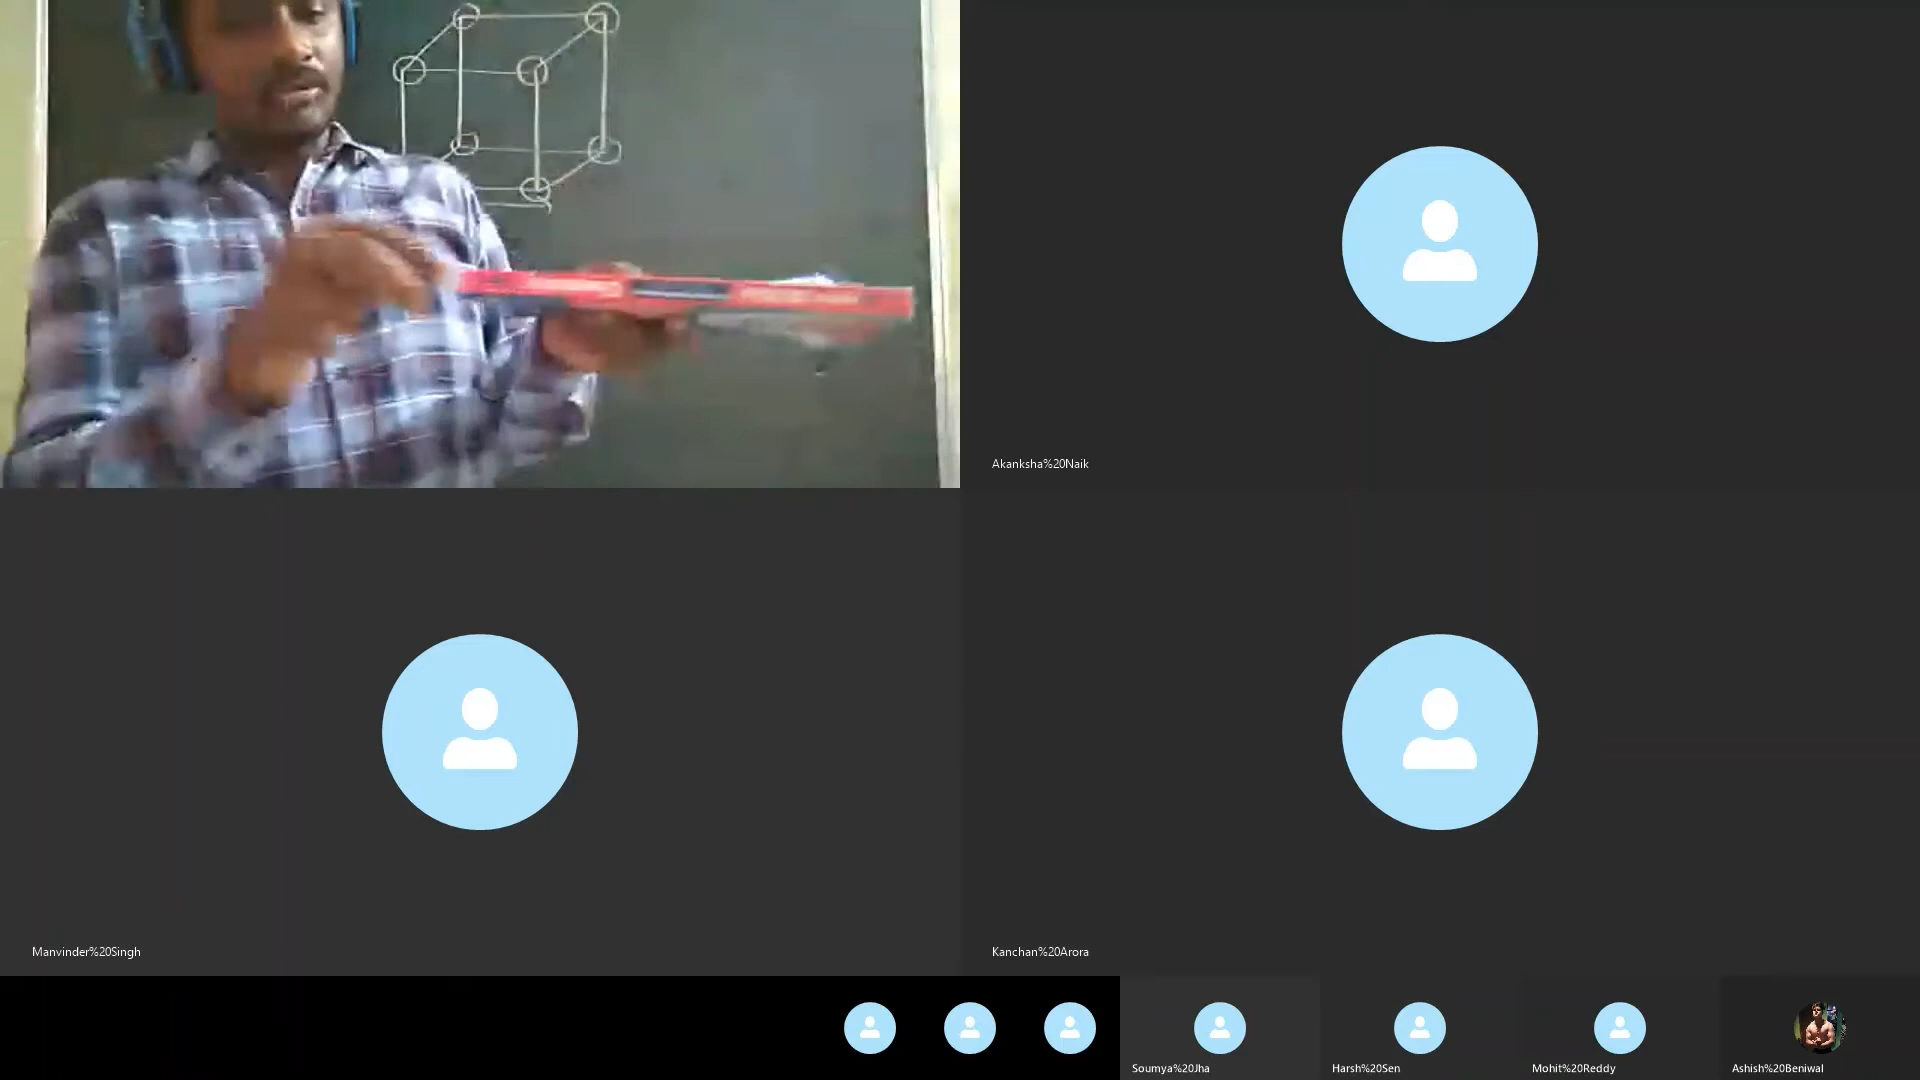 Akanksha%20Naik
Manvinder%20Singh
Kanchan%20Arora
Soumya%20Jha
Harsh%20Sen
Mohit%20Reddy
Ashish%20Beniwal